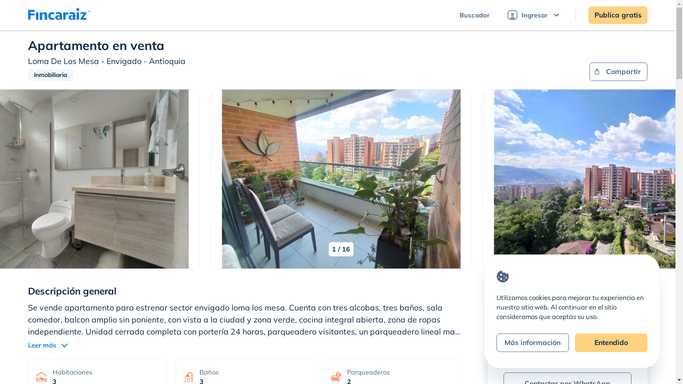 Fincaraiz
Buscador
Ingresar
Publica gratis
Apartamento en venta
Loma De Los Mesa - Envigado - Antioquia
Inmobiliaria
Compartir
1 / 16
Descripción general
Se vende apartamento para estrenar sector envigado loma los mesa. Cuenta con tres alcobas, tres baños, sala
comedor, balcon amplio sin poniente, con vista a la ciudad y zona verde, cocina integral abierta, zona de ropas
independiente. Unidad cerrada completa con portería 24 horas, parqueadero visitantes, un parqueadero lineal ma...
Leer más
Habitaciones
3
Baños
3
Parqueaderos
2
Utilizamos cookies para mejorar tu experiencia en
nuestro sitio web. Al continuar en el sitio
consideramos que aceptas su uso.
Más información
Entendido
Contactar por WhatsApp